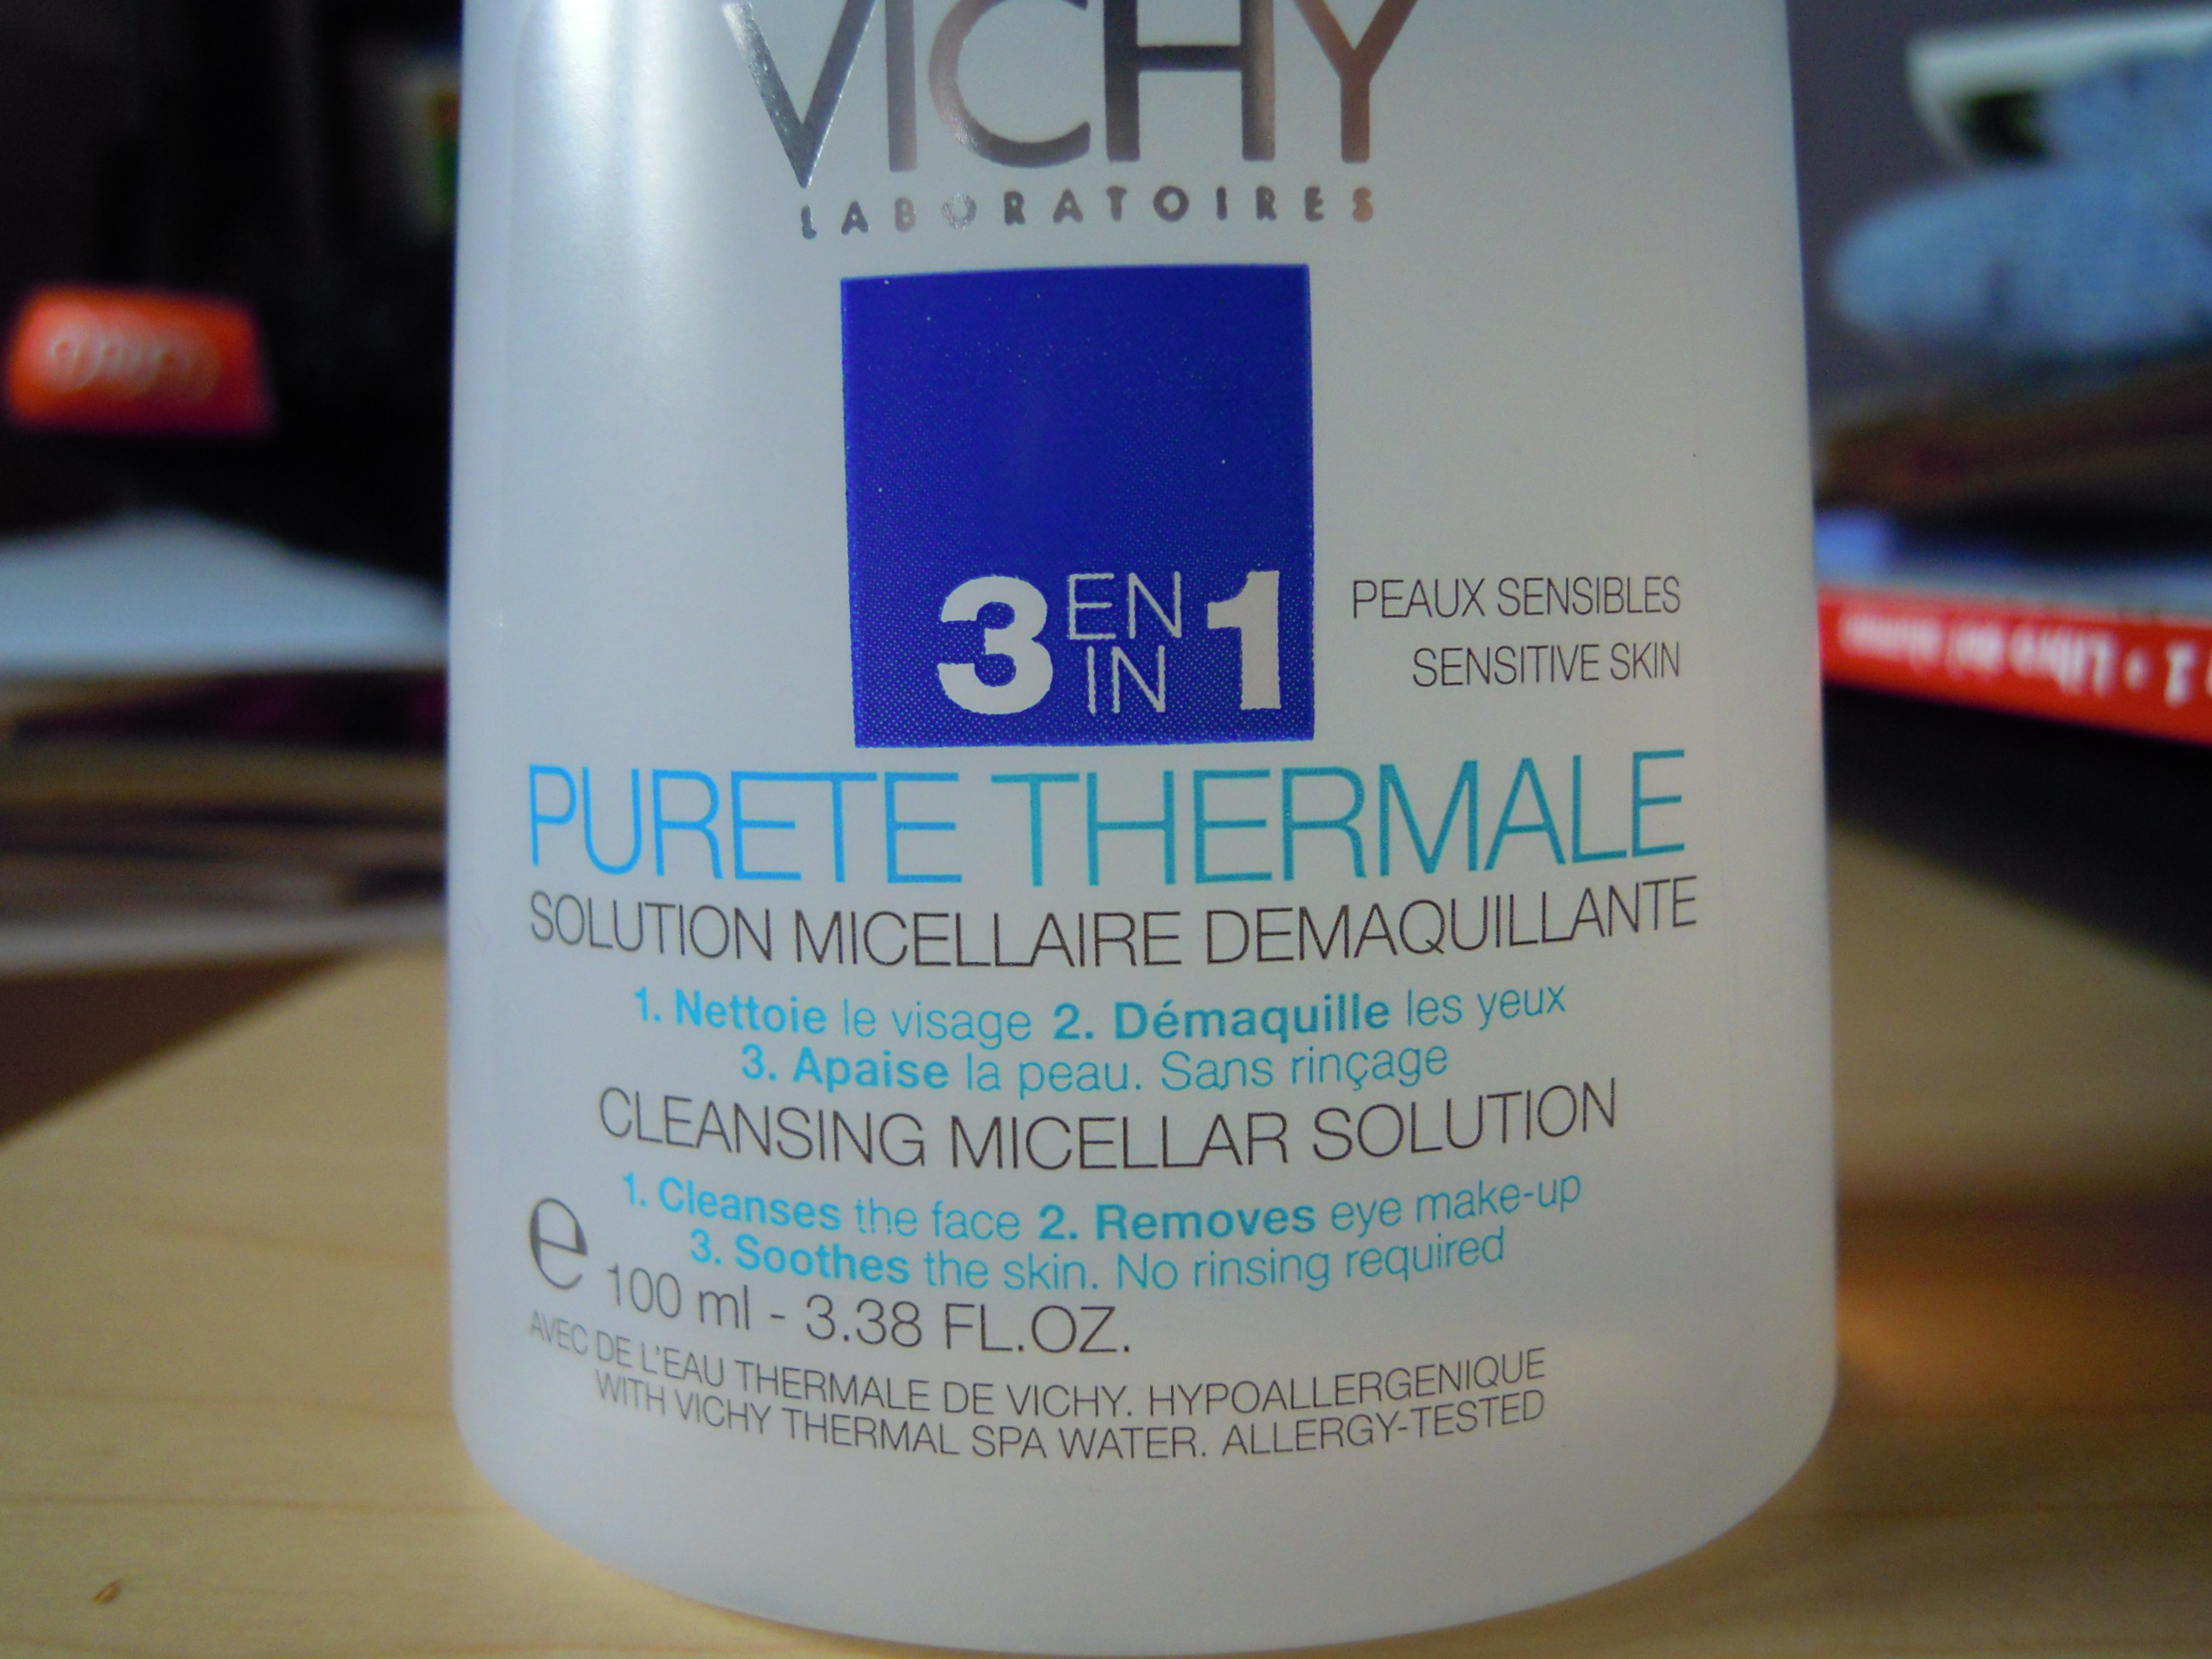 VICHY
LABORATOIRES
3 EN IN 1
PEAUX SENSIBLES
SENSITIVE SKIN
PURETE THERMALE
SOLUTION MICELLAIRE DEMAQUILLANTE
1. Nettoie le visage 2. Démaquille les yeux
3. Apaise la peau. Sans rinçage
CLEANSING MICELLAR SOLUTION
1. Cleanses the face 2. Removes eye make-up
3. Soothes the skin. No rinsing required
e 100 ml - 3.38 FL.OZ.
AVEC DE L'EAU THERMALE DE VICHY. HYPOALLERGENIQUE
WITH VICHY THERMAL SPA WATER. ALLERGY-TESTED